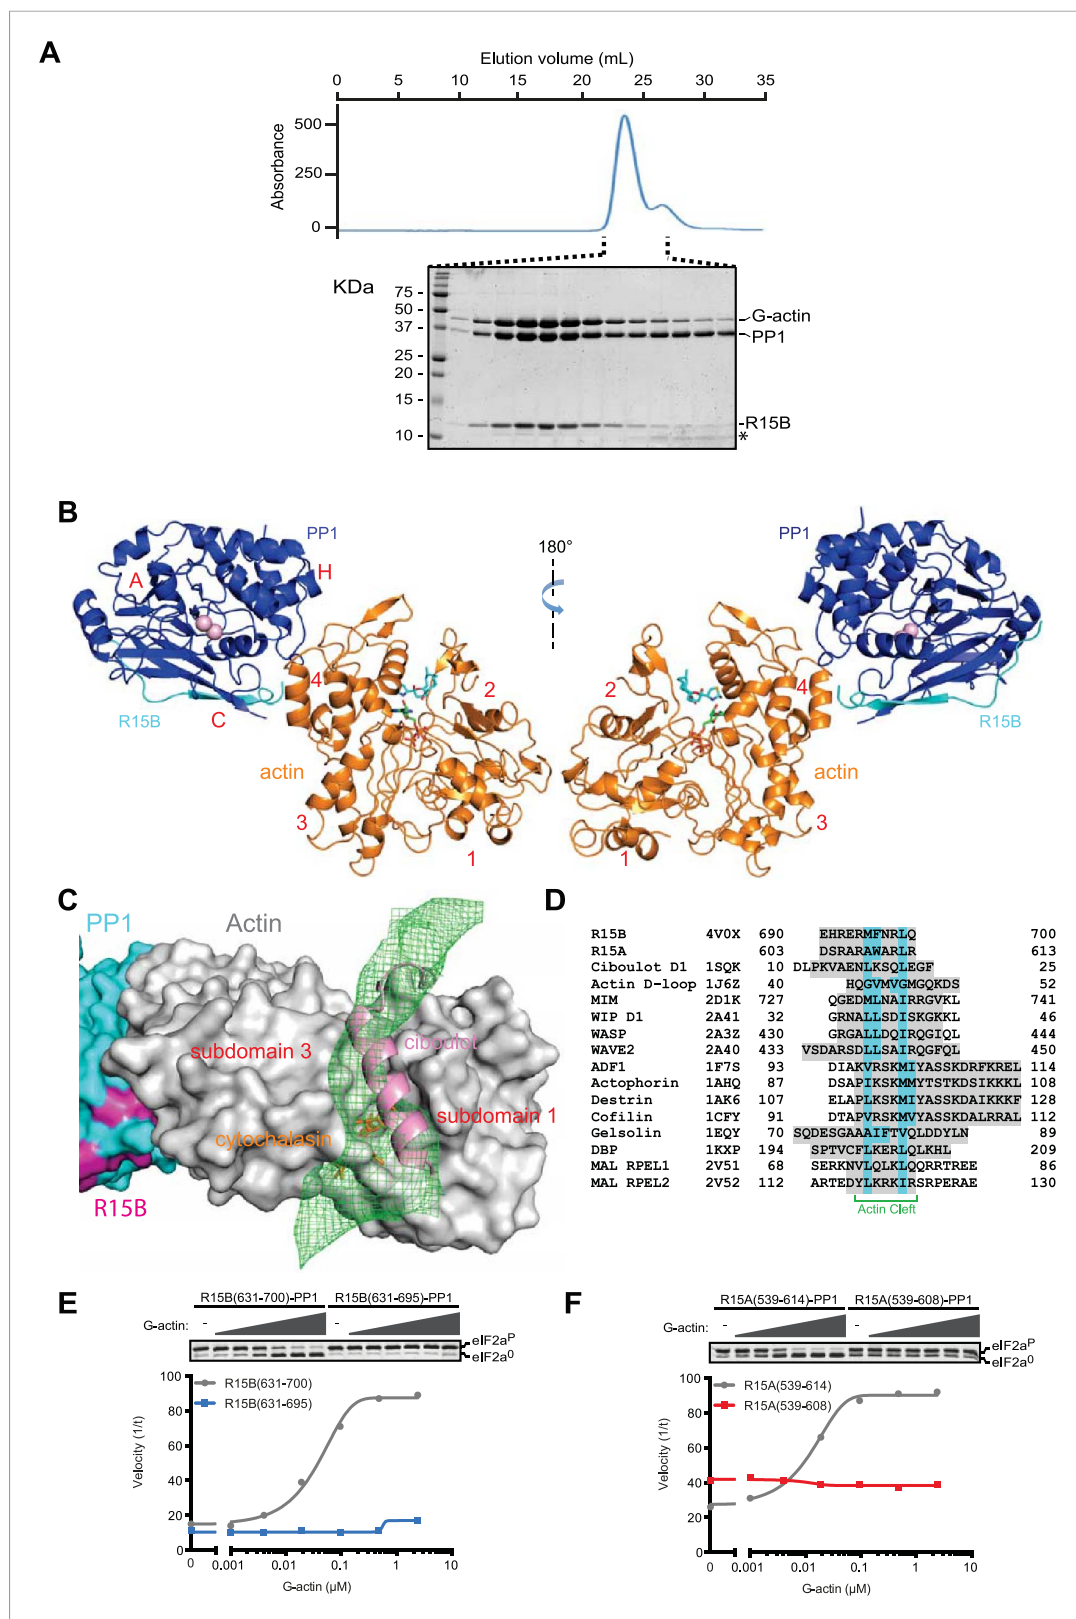 A
Elution volume (mL)
0 5 10 15 20 25 30 35
Absorbance
500
250
0
KDa
75 -
50 -
37 -
25 -
20 -
15 -
10 -
G-actin
PP1
-R15B
*
B
PP1
A
H
R15B
C
4
2
actin
3
1
180°
PP1
2
4
R15B
actin
3
1
C
PP1
Actin
subdomain 3
ciboulot
subdomain 1
cytochalasin
R15B
D
R15B 4V0X 690 EHRERMFNRLQ 700
R15A 603 DSRARAWARLR 613
Ciboulot D1 1SQK 10 DLPKVAENLKSQLEGF 25
Actin D-loop 1J6Z 40 HQGVMVGMGQKDS 52
MIM 2D1K 727 QGEDMLNAIRRGVKL 741
WIP D1 2A41 32 GRNALLSDISKGKKL 46
WASP 2A3Z 430 GRGALLDQIRQGIQL 444
WAVE2 2A40 433 VSDARSDLLSAIRQGFQL 450
ADF1 1F7S 93 DIAKVRSKMIYASSKDRFKREL 114
Actophorin 1AHQ 87 DSAPIKSKMMYTSTKDSIKKKL 108
Destrin 1AK6 107 ELAPLKSKMIYASSKDAIKKKF 128
Cofilin 1CFY 91 DTAPVRSKMVYASSKDALRRAL 112
Gelsolin 1EQY 70 SQDESGAAAIFTVQLDDYLN 89
DBP 1KXP 194 SPTVCFLKERLQLKHL 209
MAL RPEL1 2V51 68 SERKNVLQLKLQQRRTREE 86
MAL RPEL2 2V52 112 ARTEDYLKRKIRSRPERAE 130
Actin Cleft
E
R15B(631-700)-PP1 R15B(631-695)-PP1
G-actin: - -
eIF2aᴾ
eIF2a⁰
R15B(631-700)
R15B(631-695)
Velocity (1/t)
100
80
60
40
20
0
0 0.001 0.01 0.1 1 10
G-actin (µM)
F
R15A(539-614)-PP1 R15A(539-608)-PP1
G-actin: - -
eIF2aᴾ
eIF2a⁰
R15A(539-614)
R15A(539-608)
Velocity (1/t)
100
80
60
40
20
0
0 0.001 0.01 0.1 1 10
G-actin (µM)